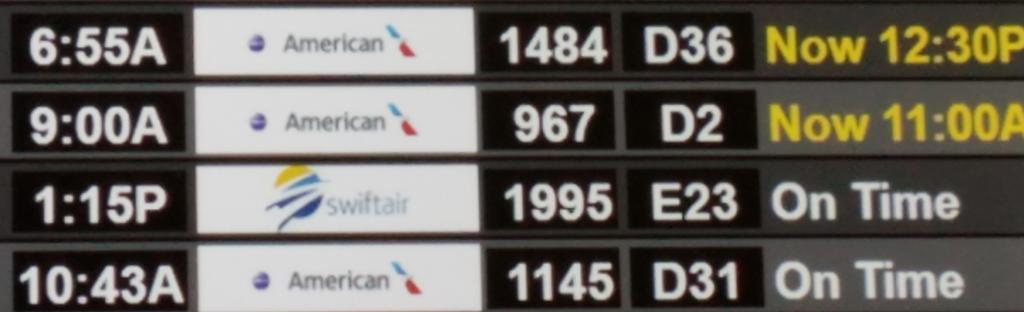 6:55A American 1484 D36 Now 12:30P
9:00A American 967 D2 Now 11:00A
1:15P swiftair 1995 E23 On Time
10:43A American 1145 D31 On Time